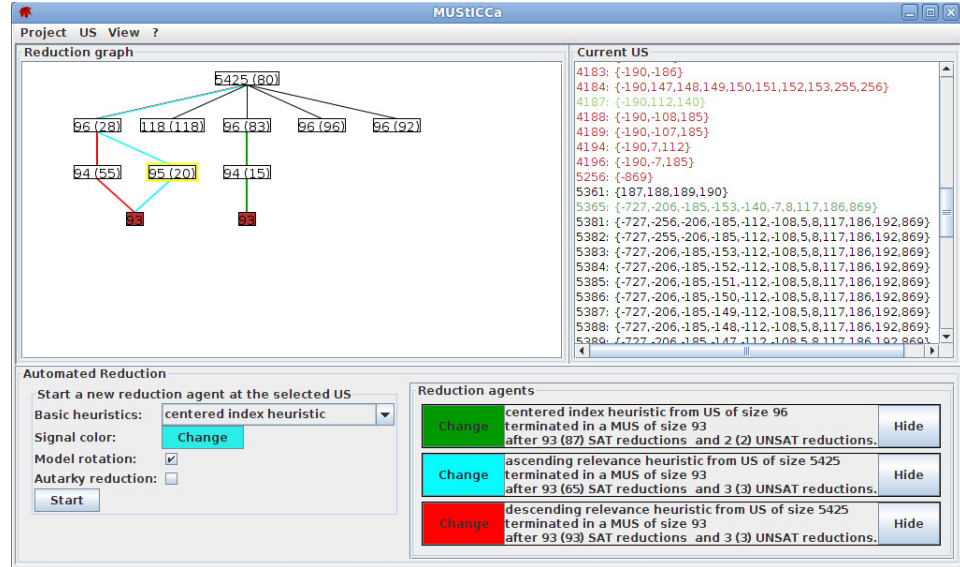 MUStICCa
Project US View ?
Reduction graph
5425 (80)
96 (28) 118 (118) 96 (83) 96 (96) 96 (92)
94 (55) 95 (20) 94 (15)
93 93
Current US
4183: {-190,-186}
4184: {-190,147,148,149,150,151,152,153,255,256}
4187: {-190,112,140}
4188: {-190,-108,185}
4189: {-190,-107,185}
4194: {-190,7,112}
4196: {-190,-7,185}
5256: {-869}
5361: {187,188,189,190}
5365: {-727,-206,-185,-153,-140,-7,8,117,186,869}
5381: {-727,-256,-206,-185,-112,-108,5,8,117,186,192,869}
5382: {-727,-255,-206,-185,-112,-108,5,8,117,186,192,869}
5383: {-727,-206,-185,-153,-112,-108,5,8,117,186,192,869}
5384: {-727,-206,-185,-152,-112,-108,5,8,117,186,192,869}
5385: {-727,-206,-185,-151,-112,-108,5,8,117,186,192,869}
5386: {-727,-206,-185,-150,-112,-108,5,8,117,186,192,869}
5387: {-727,-206,-185,-149,-112,-108,5,8,117,186,192,869}
5388: {-727,-206,-185,-148,-112,-108,5,8,117,186,192,869}
5389: {-727,-206,-185,-147,-112,-108,5,8,117,186,192,869}
Automated Reduction
Start a new reduction agent at the selected US
Basic heuristics: centered index heuristic
Signal color: Change
Model rotation:
Autarky reduction:
Start
Reduction agents
Change
centered index heuristic from US of size 96
terminated in a MUS of size 93
after 93 (87) SAT reductions and 2 (2) UNSAT reductions.
Hide
Change
ascending relevance heuristic from US of size 5425
terminated in a MUS of size 93
after 93 (65) SAT reductions and 3 (3) UNSAT reductions.
Hide
Change
descending relevance heuristic from US of size 5425
terminated in a MUS of size 93
after 93 (93) SAT reductions and 3 (3) UNSAT reductions.
Hide